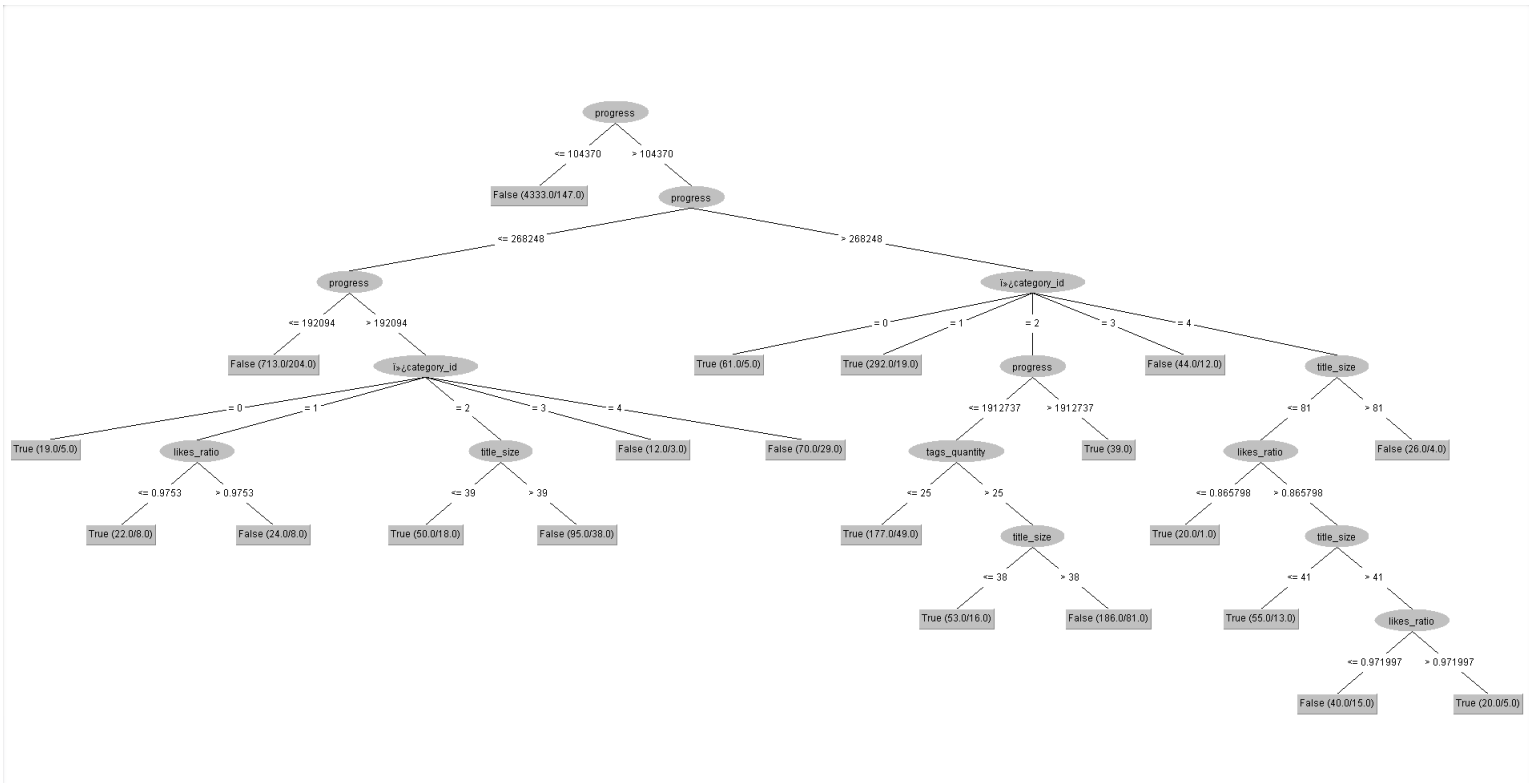 progress
<= 104370 > 104370
False (4333.0/147.0) progress
<= 268248 > 268248
progress ï»¿category_id
<= 192094 > 192094 = 0 = 1 = 2 = 3 = 4
False (713.0/204.0) ï»¿category_id True (61.0/5.0) True (292.0/19.0) progress False (44.0/12.0) title_size
= 0 = 1 = 2 = 3 = 4 <= 1912737 > 1912737 <= 81 > 81
True (19.0/5.0) likes_ratio title_size False (12.0/3.0) False (70.0/29.0) tags_quantity True (39.0) likes_ratio False (26.0/4.0)
<= 0.9753 > 0.9753 <= 39 > 39 <= 25 > 25 <= 0.865798 > 0.865798
True (22.0/8.0) False (24.0/8.0) True (50.0/18.0) False (95.0/38.0) True (177.0/49.0) title_size True (20.0/1.0) title_size
<= 38 > 38 <= 41 > 41
True (53.0/16.0) False (186.0/81.0) True (55.0/13.0) likes_ratio
<= 0.971997 > 0.971997
False (40.0/15.0) True (20.0/5.0)